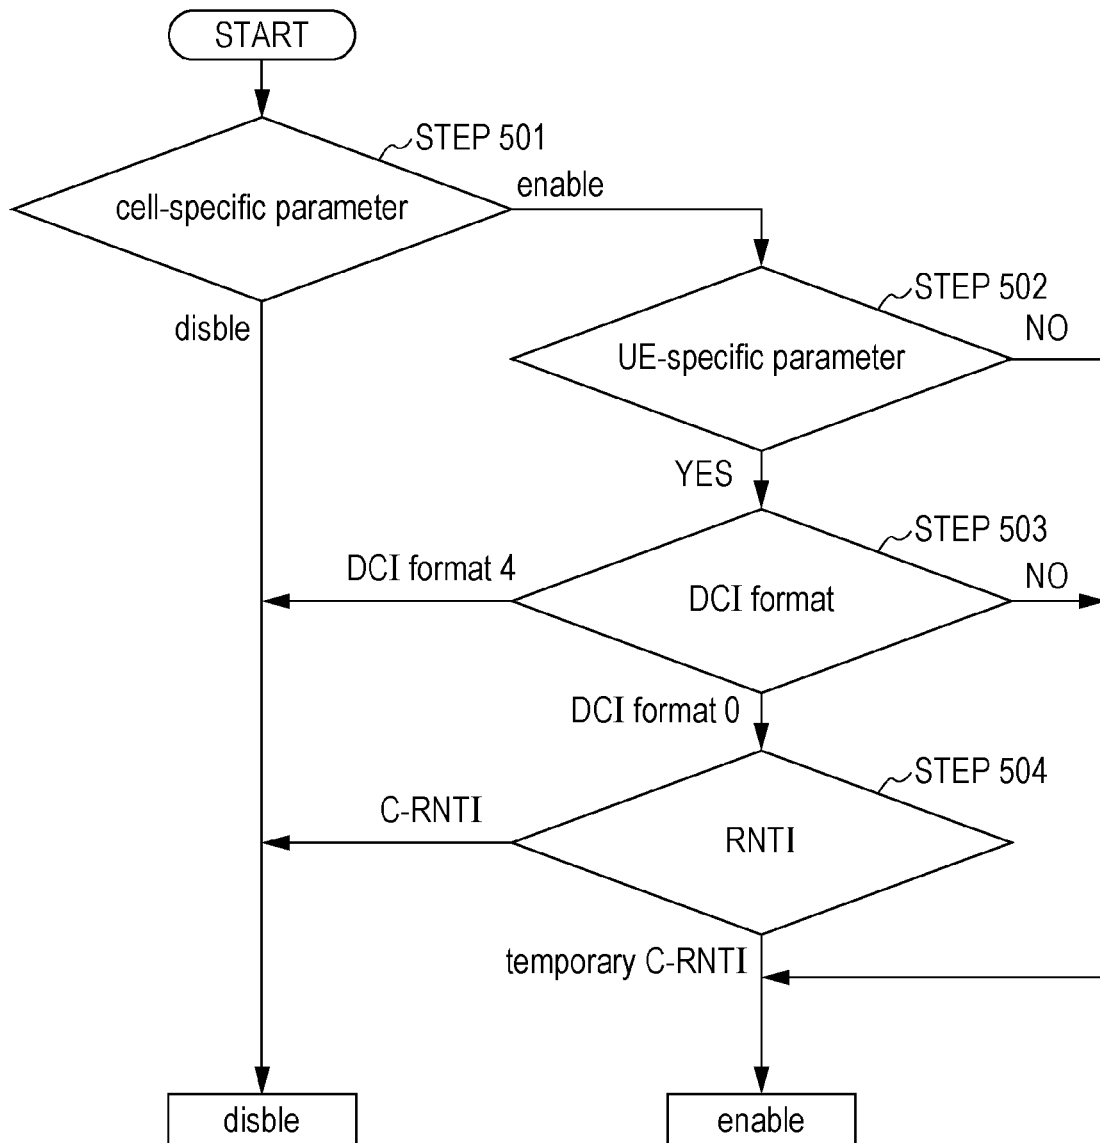 START
STEP 501
cell-specific parameter
enable
disble
STEP 502
UE-specific parameter
NO
YES
STEP 503
DCI format 4
DCI format
NO
DCI format 0
STEP 504
C-RNTI
RNTI
temporary C-RNTI
disble
enable